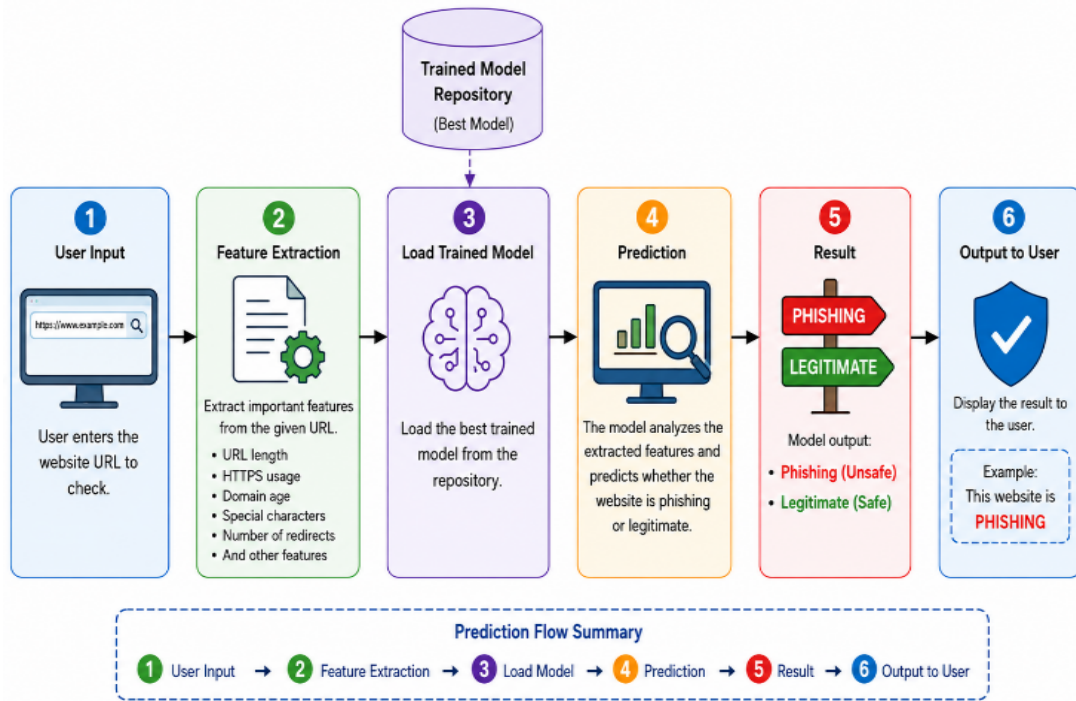 Trained Model
Repository
(Best Model)
1
User Input
https://www.example.com
User enters the
website URL to
check.
2
Feature Extraction
Extract important features
from the given URL.
• URL length
• HTTPS usage
• Domain age
• Special characters
• Number of redirects
• And other features
3
Load Trained Model
Load the best trained
model from the
repository.
4
Prediction
The model analyzes the
extracted features and
predicts whether the
website is phishing
or legitimate.
5
Result
PHISHING
LEGITIMATE
Model output:
• Phishing (Unsafe)
• Legitimate (Safe)
6
Output to User
Display the result to
the user.
Example:
This website is
PHISHING
Prediction Flow Summary
1 User Input → 2 Feature Extraction → 3 Load Model → 4 Prediction → 5 Result → 6 Output to User